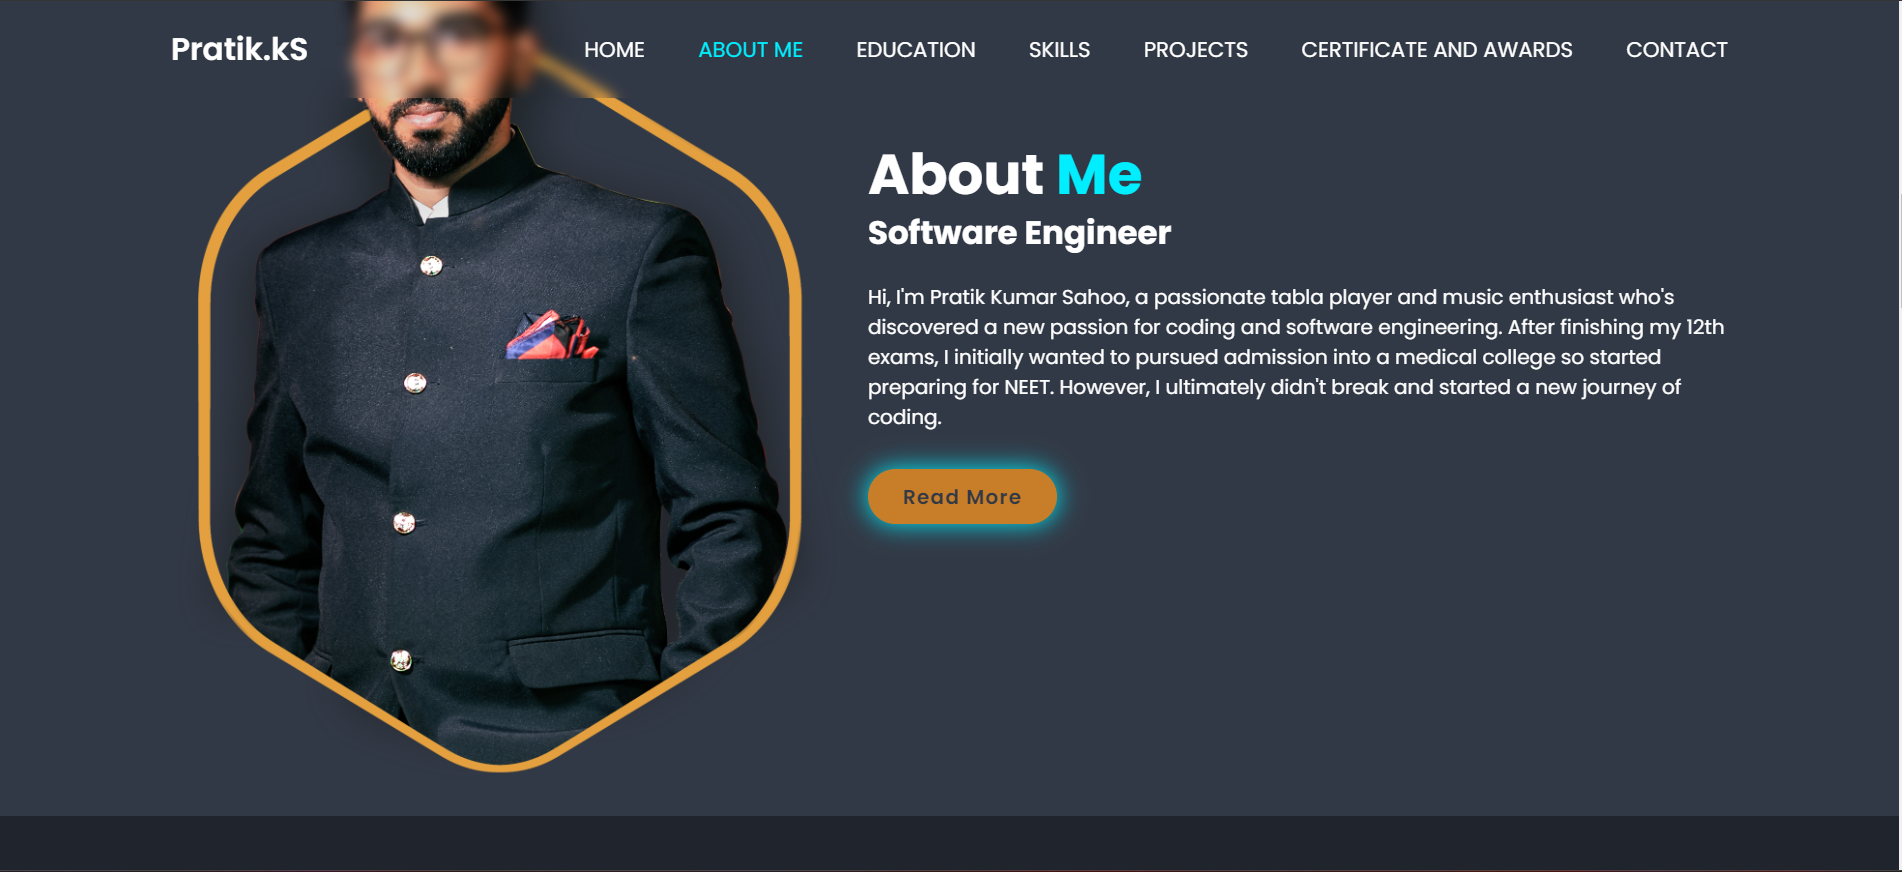 Pratik.kS
HOME
ABOUT ME
EDUCATION
SKILLS
PROJECTS
CERTIFICATE AND AWARDS
CONTACT
About Me
Software Engineer
Hi, I'm Pratik Kumar Sahoo, a passionate tabla player and music enthusiast who's
discovered a new passion for coding and software engineering. After finishing my 12th
exams, I initially wanted to pursued admission into a medical college so started
preparing for NEET. However, I ultimately didn't break and started a new journey of
coding.
Read More